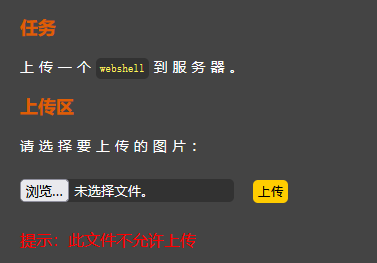 任务
上传一个 webshell 到服务器。
上传区
请选择要上传的图片：
浏览... 未选择文件。 上传
提示：此文件不允许上传